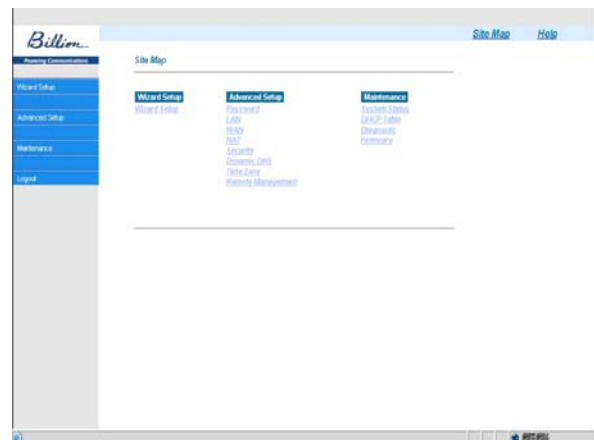 Site Map Help
Billion
Powering Communications
Site Map
Wizard Setup
Advanced Setup
Maintenance
Logout
Wizard Setup Advanced Setup Maintenance
Wizard Setup Password System Status
LAN DHCP Table
WAN Diagnostic
NAT Firmware
Security
Dynamic DNS
Time Zone
Remote Management